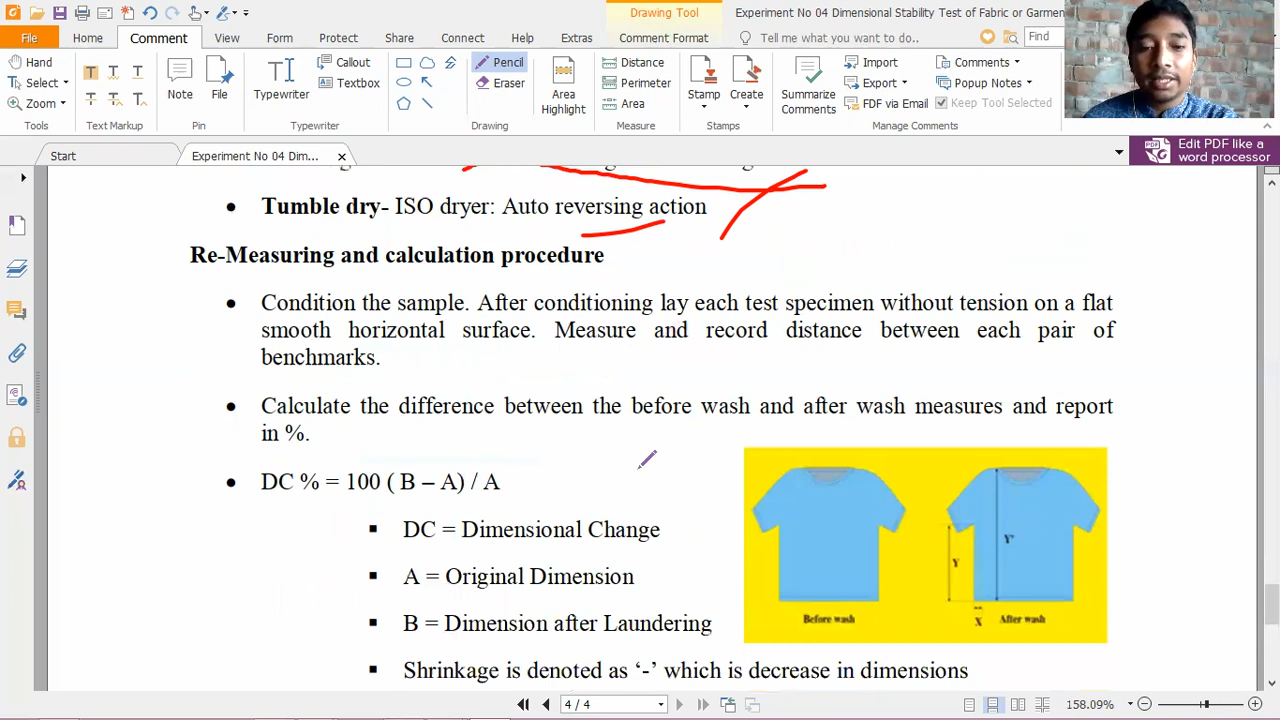 Drawing Tool
Experiment No 04 Dimensional Stability Test of Fabric or Garmen
File Home Comment View Form Protect Share Connect Help Extras Comment Format Tell me what you want to do... Find
Hand
Select
Zoom
Tools
Text Markup
Note
File
Pin
Typewriter
Callout
Textbox
Typewriter
Pencil
Eraser
Area Highlight
Drawing
Distance
Perimeter
Area
Measure
Stamp
Create
Stamps
Summarize Comments
Import
Export
FDF via Email
Comments
Popup Notes
Keep Tool Selected
Manage Comments
Start
Experiment No 04 Dim...
Edit PDF like a word processor
• Tumble dry- ISO dryer: Auto reversing action
Re-Measuring and calculation procedure
• Condition the sample. After conditioning lay each test specimen without tension on a flat
smooth horizontal surface. Measure and record distance between each pair of
benchmarks.
• Calculate the difference between the before wash and after wash measures and report
in %.
• DC % = 100 ( B – A) / A
▪ DC = Dimensional Change
▪ A = Original Dimension
▪ B = Dimension after Laundering
▪ Shrinkage is denoted as ‘-’ which is decrease in dimensions
Y
Y'
X
Before wash
After wash
4 / 4
158.09%